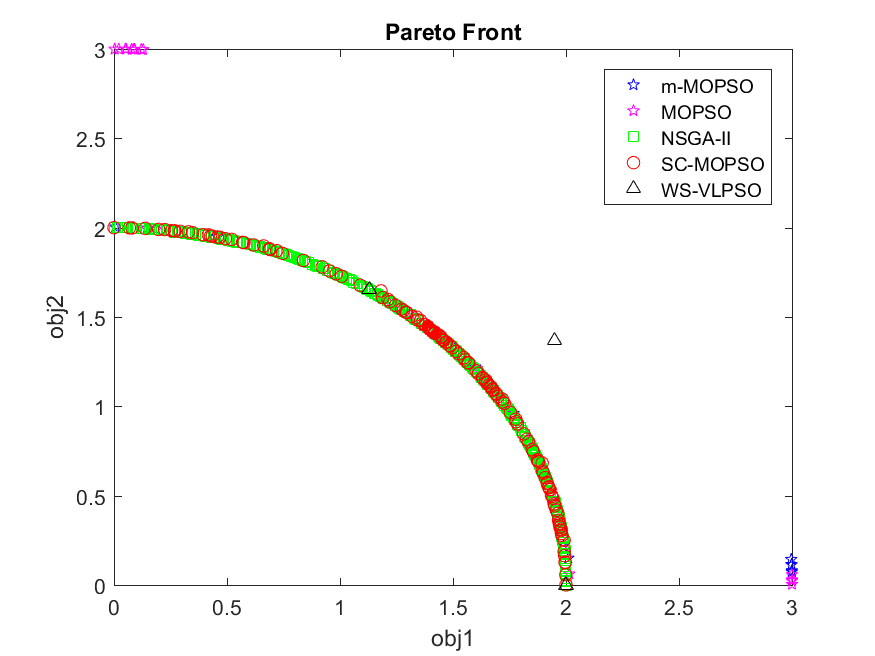 Pareto Front
m-MOPSO
MOPSO
NSGA-II
SC-MOPSO
WS-VLPSO
3
2.5
2
1.5
1
0.5
0
obj2
0
0.5
1
1.5
2
2.5
3
obj1